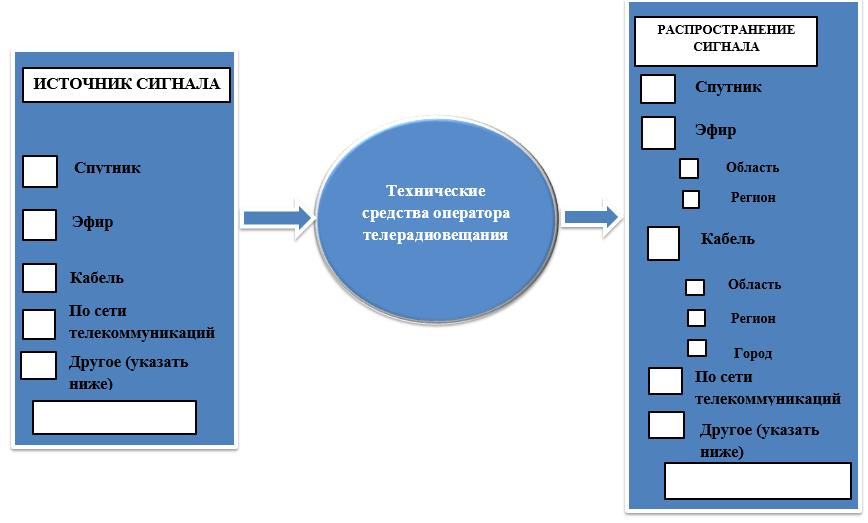 ИСТОЧНИК СИГНАЛА
Спутник
Эфир
Кабель
По сети
телекоммуникаций
Другое (указать
ниже)
Технические
средства оператора
телерадиовещания
РАСПРОСТРАНЕНИЕ
СИГНАЛА
Спутник
Эфир
Область
Регион
Кабель
Область
Регион
Город
По сети
телекоммуникаций
Другое (указать
ниже)